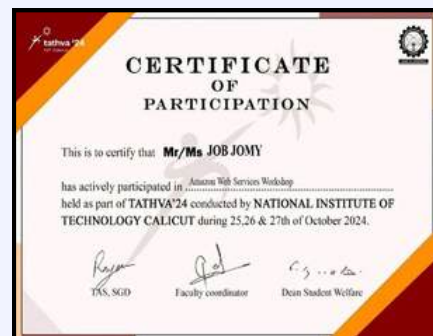 tathva '24
CERTIFICATE
OF
PARTICIPATION
This is to certify that Mr/Ms JOB JOMY
has actively participated in Amazon Web Services Workshop
held as part of TATHVA'24 conducted by NATIONAL INSTITUTE OF
TECHNOLOGY CALICUT during 25,26 & 27th of October 2024.
TAS, SGD Faculty coordinator Dean Student Welfare